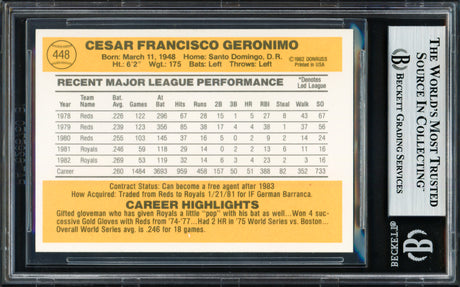 448
CESAR FRANCISCO GERONIMO
Born: March 11, 1948 Home: Santo Domingo, D.R.
Ht.: 6'2" Wgt.: 175 Bats: Left Throws: Left
©1982 DONRUSS
Printed in USA
RECENT MAJOR LEAGUE PERFORMANCE
*Denotes
Led League
Year Team Name Bat. Avg. Games At Bat Hits Runs 2B 3B HR RBI Steal Walk SO
1978 Reds .226 122 296 67 28 15 1 5 27 8 43 67
1979 Reds .239 123 356 85 38 17 4 4 38 1 37 56
1980 Reds .255 103 145 37 16 5 0 2 9 2 14 24
1981 Royals .246 59 118 29 14 0 2 2 13 6 11 16
1982 Royals .269 53 119 32 14 6 3 4 23 2 8 16
Career .260 1484 3693 959 458 157 50 51 390 82 352 733
Contract Status: Can become a free agent after 1983
How Acquired: Traded from Reds to Royals 1/21/81 for IF German Barranca.
CAREER HIGHLIGHTS
Gifted gloveman who has given Royals a little "pop" with his bat as well...Won 4 successive Gold Gloves with Reds from '74-'77...Had 2 HR in '75 World Series vs. Boston...
Overall World Series avg. is .246 for 18 games.
THE WORLD'S MOST TRUSTED
SOURCE IN COLLECTING™
BECKETT GRADING SERVICES
BECKETT®